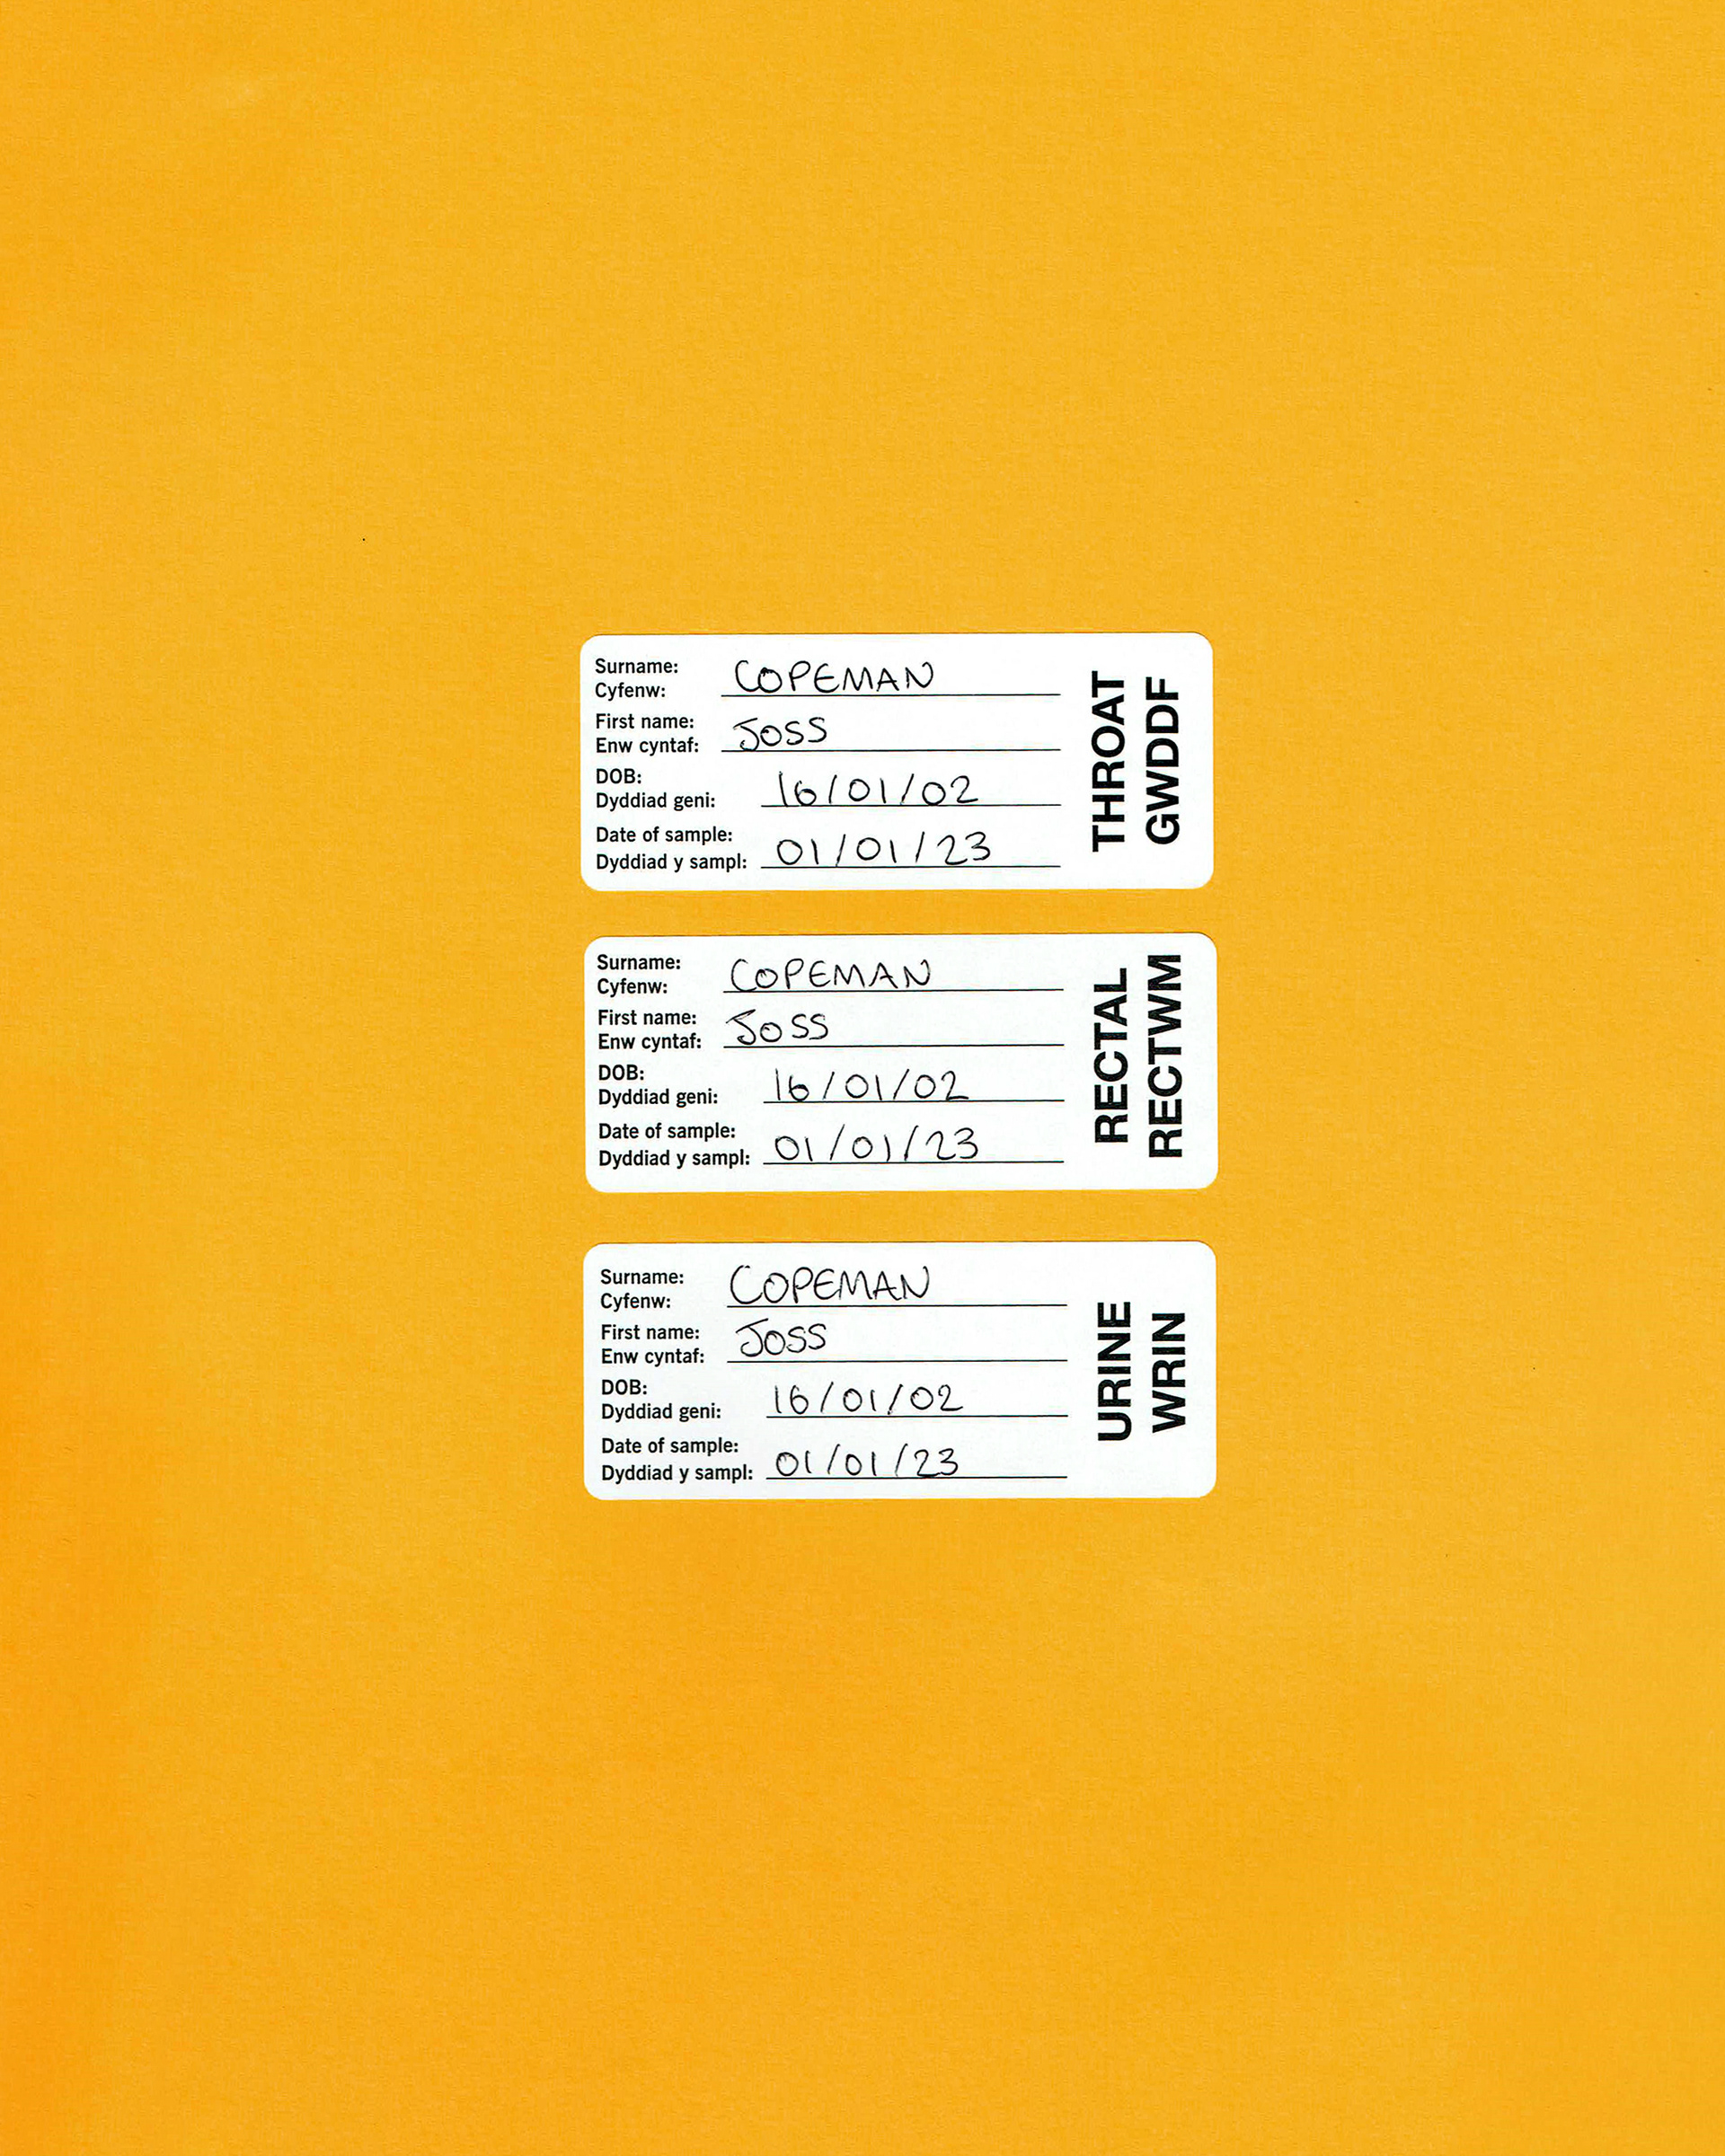 Surname: COPEMAN
Cyfenw:
First name: JOSS
Enw cyntaf:
DOB: 16/01/02
Dyddiad geni:
Date of sample: 01/01/23
Dyddiad y sampl:
THROAT
GWDDF
Surname: COPEMAN
Cyfenw:
First name: JOSS
Enw cyntaf:
DOB: 16/01/02
Dyddiad geni:
Date of sample: 01/01/23
Dyddiad y sampl:
RECTAL
RECTWM
Surname: COPEMAN
Cyfenw:
First name: JOSS
Enw cyntaf:
DOB: 16/01/02
Dyddiad geni:
Date of sample: 01/01/23
Dyddiad y sampl:
URINE
WRIN